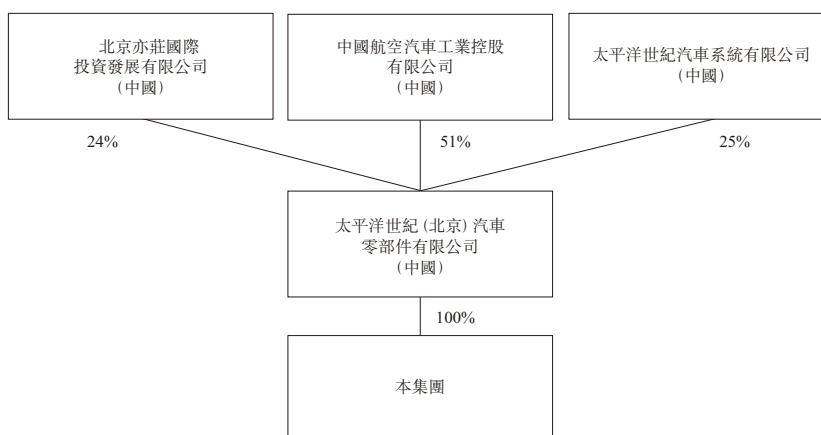 北京亦莊國際
投資發展有限公司
(中國)
中國航空汽車工業控股
有限公司
(中國)
太平洋世紀汽車系統有限公司
(中國)
24%
51%
25%
太平洋世紀(北京)汽車
零部件有限公司
(中國)
100%
本集團